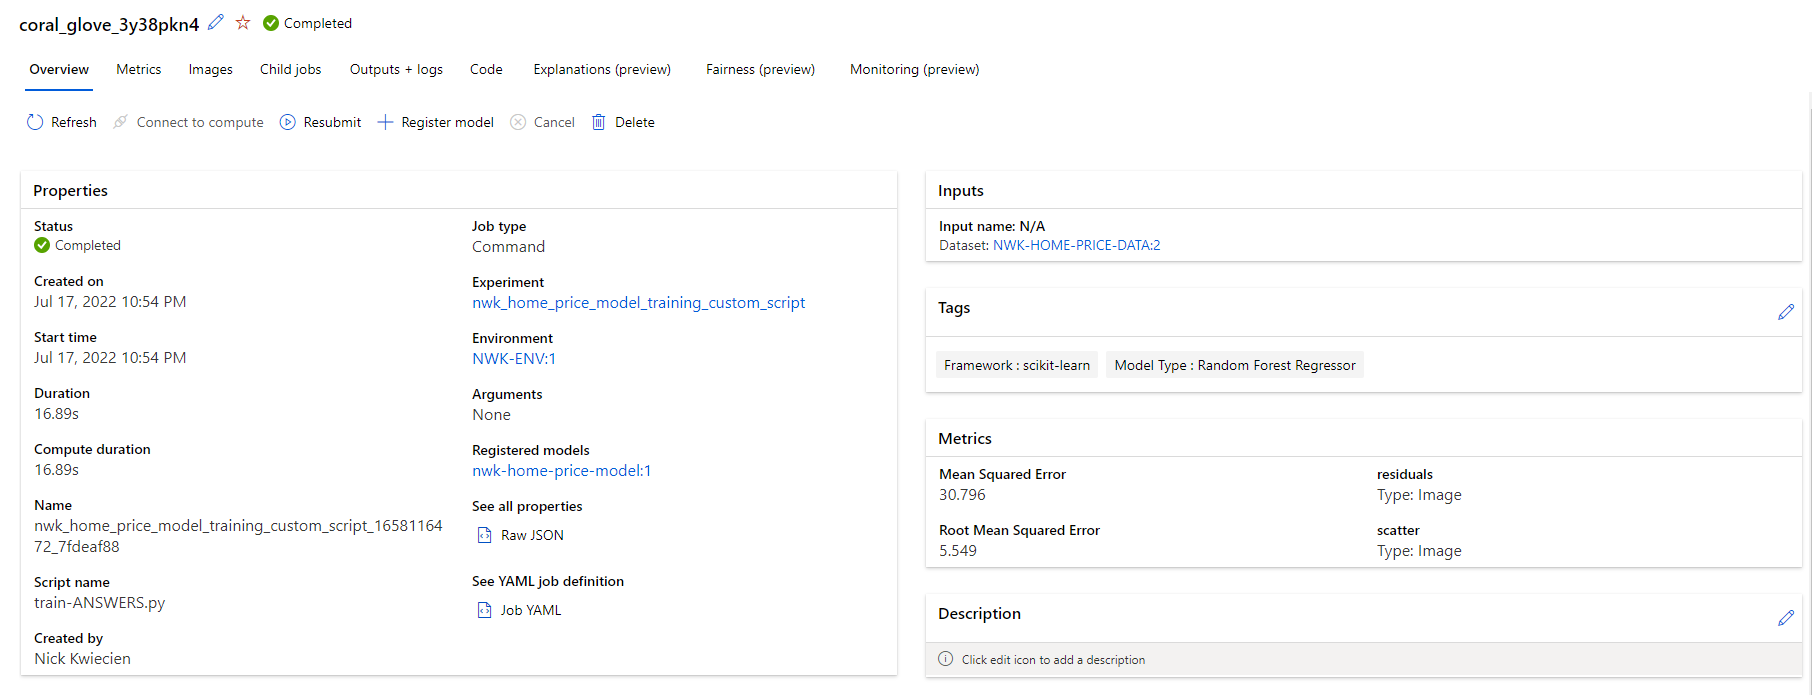 coral_glove_3y38pkn4 Completed
Overview Metrics Images Child jobs Outputs + logs Code Explanations (preview) Fairness (preview) Monitoring (preview)
Refresh Connect to compute Resubmit Register model Cancel Delete
Properties
Status
Completed
Created on
Jul 17, 2022 10:54 PM
Start time
Jul 17, 2022 10:54 PM
Duration
16.89s
Compute duration
16.89s
Name
nwk_home_price_model_training_custom_script_16581164
72_7fdeaf88
Script name
train-ANSWERS.py
Created by
Nick Kwiecien
Job type
Command
Experiment
nwk_home_price_model_training_custom_script
Environment
NWK-ENV:1
Arguments
None
Registered models
nwk-home-price-model:1
See all properties
Raw JSON
See YAML job definition
Job YAML
Inputs
Input name: N/A
Dataset: NWK-HOME-PRICE-DATA:2
Tags
Framework : scikit-learn Model Type : Random Forest Regressor
Metrics
Mean Squared Error
30.796
Root Mean Squared Error
5.549
residuals
Type: Image
scatter
Type: Image
Description
Click edit icon to add a description